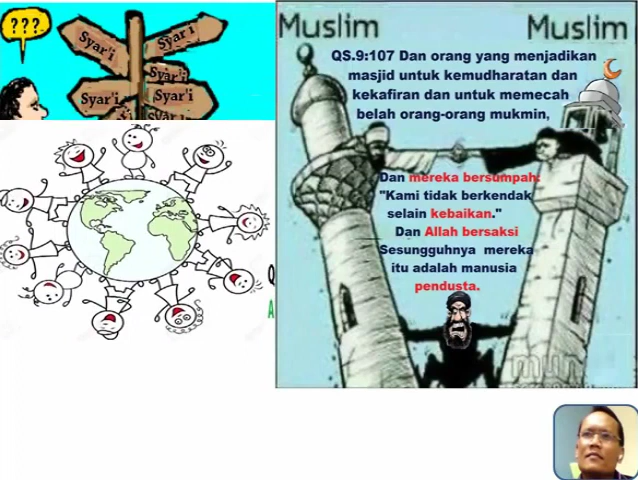 ???
Syar'i
Syar i
Syar'i
Syar'i
Syar'i
Muslim
Muslim
QS.9:107 Dan orang yang menjadikan
masjid untuk kemudharatan dan
kekafiran dan untuk memecah
belah orang-orang mukmin,
Dan mereka bersumpah:
"Kami tidak berkendak
selain kebaikan."
Dan Allah bersaksi
Sesungguhnya mereka
itu adalah manusia
pendusta.